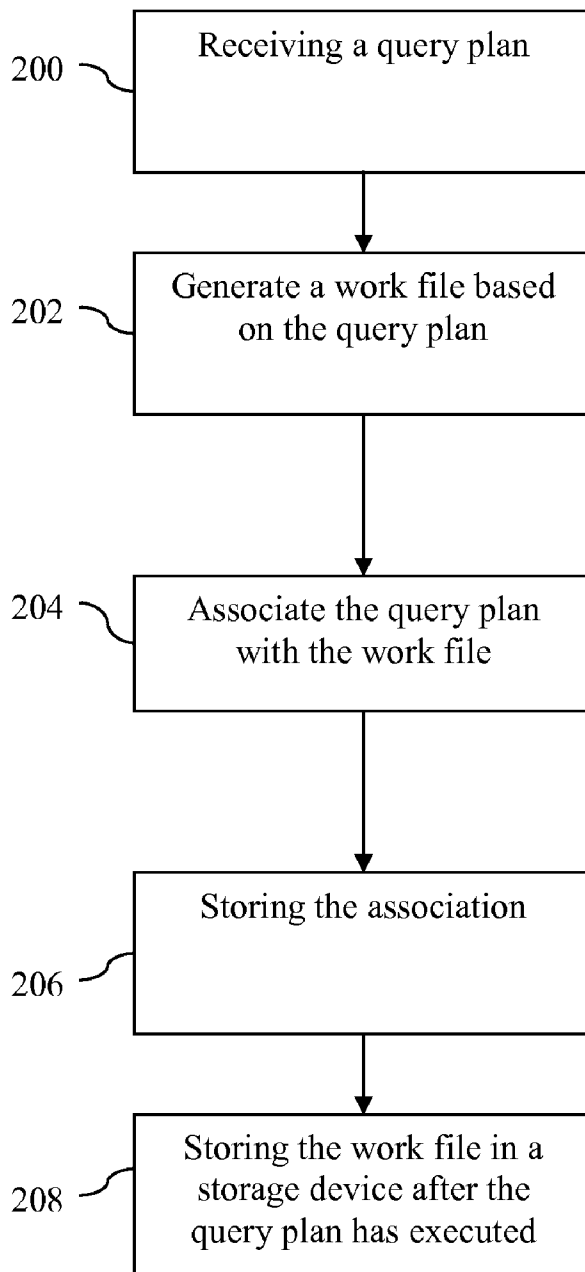 200
Receiving a query plan
202
Generate a work file based
on the query plan
204
Associate the query plan
with the work file
206
Storing the association
208
Storing the work file in a
storage device after the
query plan has executed